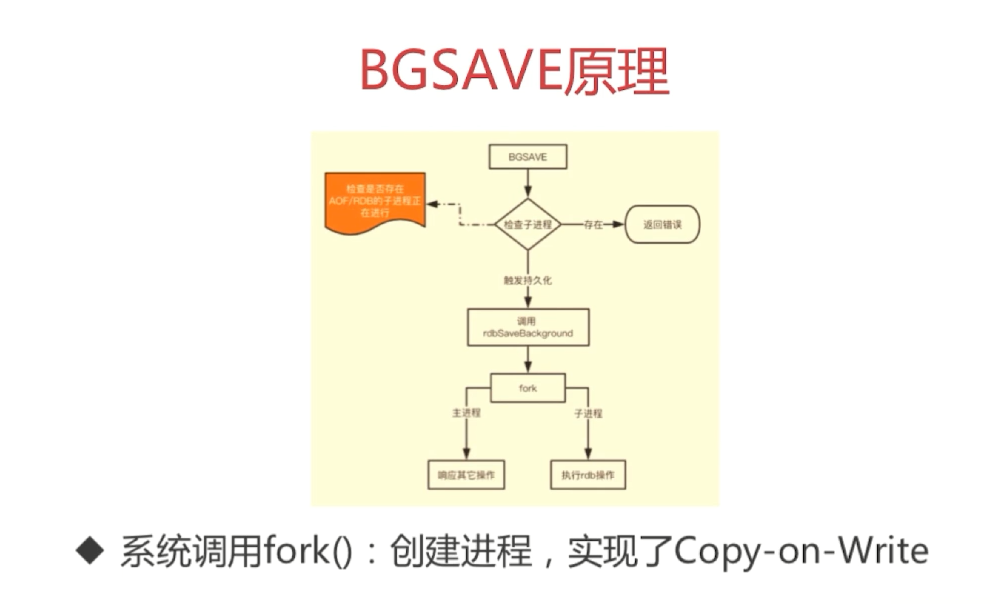 BGSAVE原理
BGSAVE
检查是否存在
AOF/RDB的子进程正
在进行
检查子进程
存在
返回错误
触发持久化
调用
rdbSaveBackground
fork
主进程
子进程
响应其它操作
执行rdb操作
◆ 系统调用fork()：创建进程，实现了Copy-on-Write